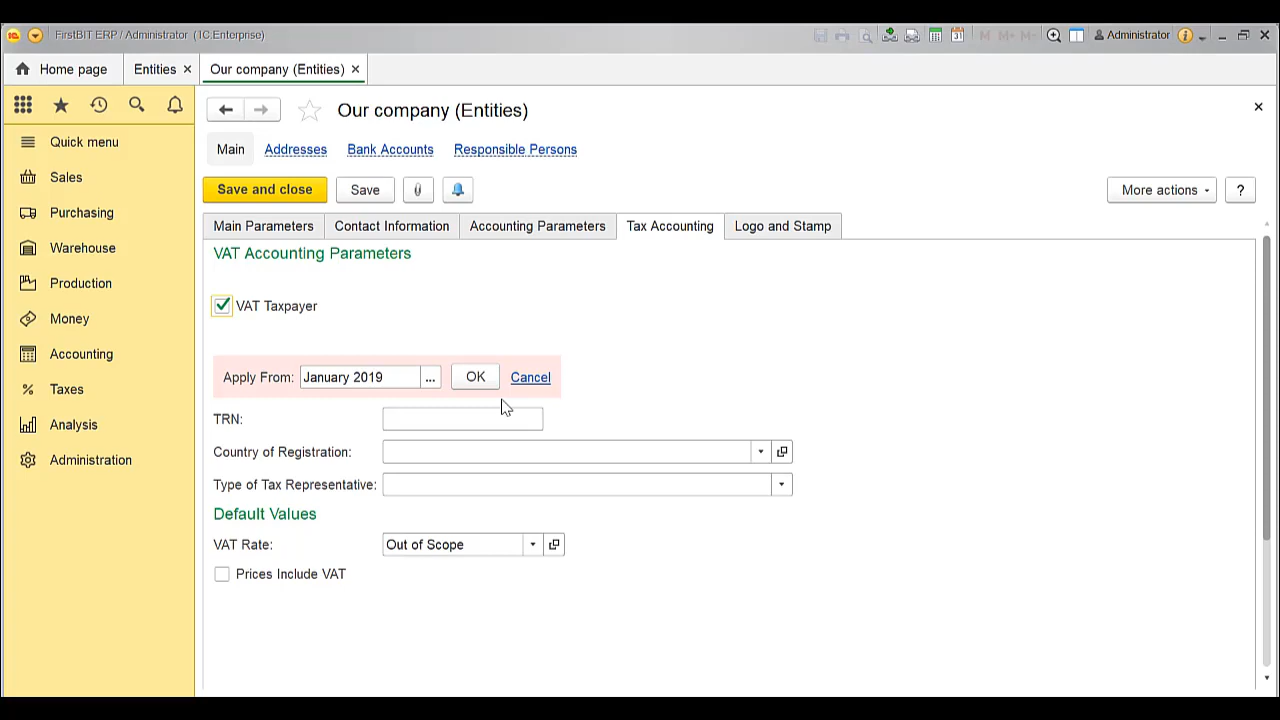 FirstBIT ERP / Administrator (1C:Enterprise)
M M+ M- Administrator
Home page Entities Our company (Entities)
Our company (Entities)
Quick menu
Main Addresses Bank Accounts Responsible Persons
Sales
Save and close Save More actions ?
Purchasing
Main Parameters Contact Information Accounting Parameters Tax Accounting Logo and Stamp
Warehouse
VAT Accounting Parameters
Production
VAT Taxpayer
Money
Accounting
Apply From: January 2019 ... OK Cancel
Taxes
TRN:
Analysis
Country of Registration:
Administration
Type of Tax Representative:
Default Values
VAT Rate: Out of Scope
Prices Include VAT